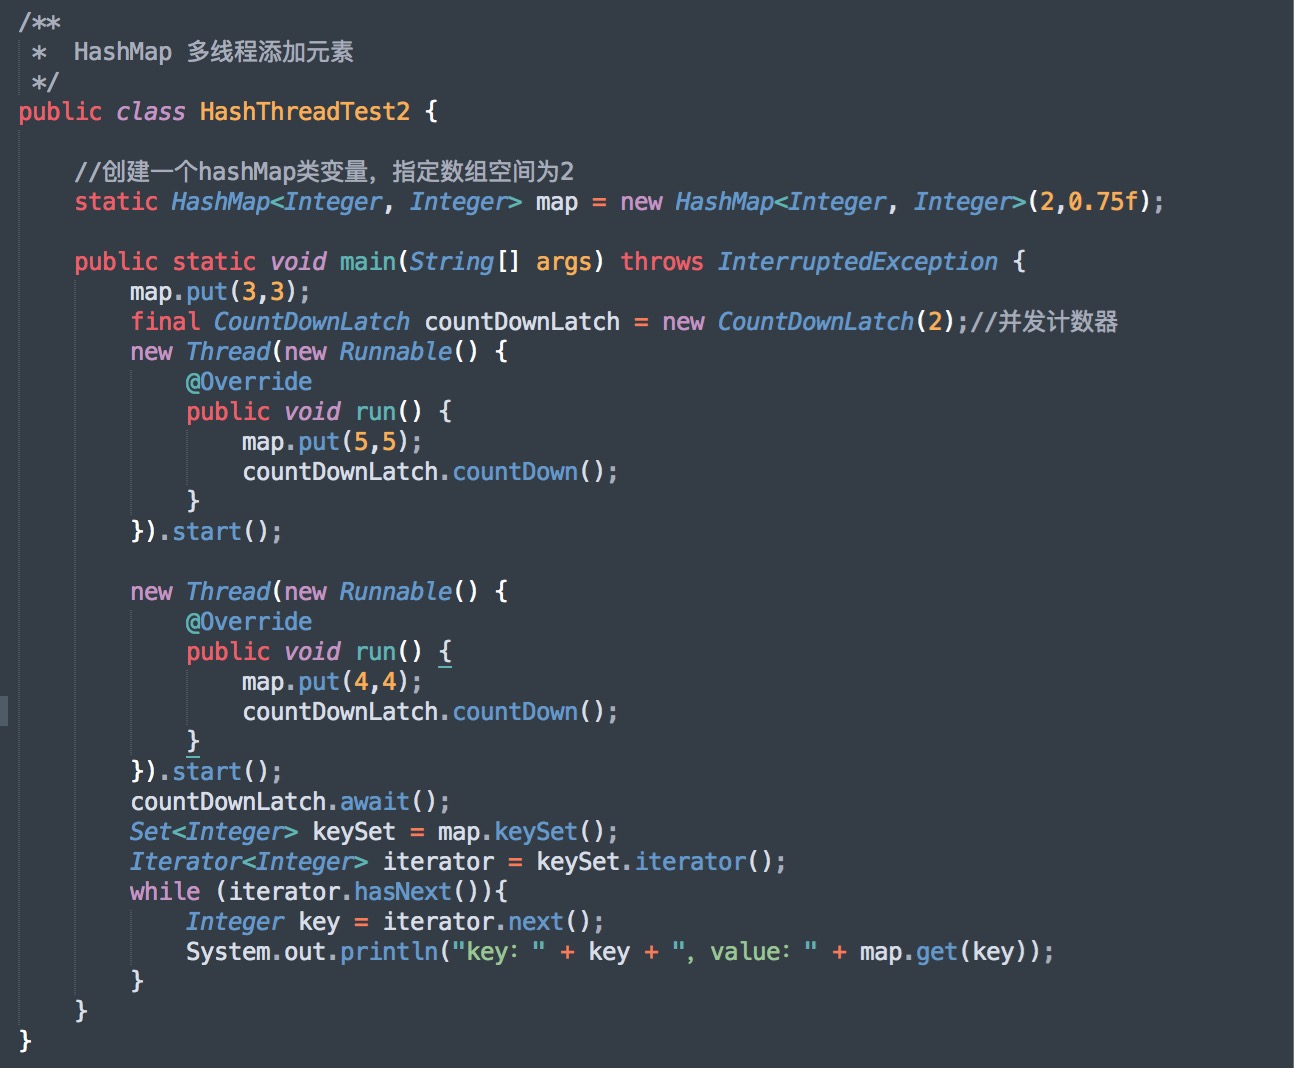 /**
 *  HashMap 多线程添加元素
 */
public class HashThreadTest2 {
    //创建一个hashMap类变量，指定数组空间为2
    static HashMap<Integer, Integer> map = new HashMap<Integer, Integer>(2,0.75f);
    public static void main(String[] args) throws InterruptedException {
        map.put(3,3);
        final CountDownLatch countDownLatch = new CountDownLatch(2);//并发计数器
        new Thread(new Runnable() {
            @Override
            public void run() {
                map.put(5,5);
                countDownLatch.countDown();
            }
        }).start();
        new Thread(new Runnable() {
            @Override
            public void run() {
                map.put(4,4);
                countDownLatch.countDown();
            }
        }).start();
        countDownLatch.await();
        Set<Integer> keySet = map.keySet();
        Iterator<Integer> iterator = keySet.iterator();
        while (iterator.hasNext()){
            Integer key = iterator.next();
            System.out.println("key：" + key + "，value：" + map.get(key));
        }
    }
}